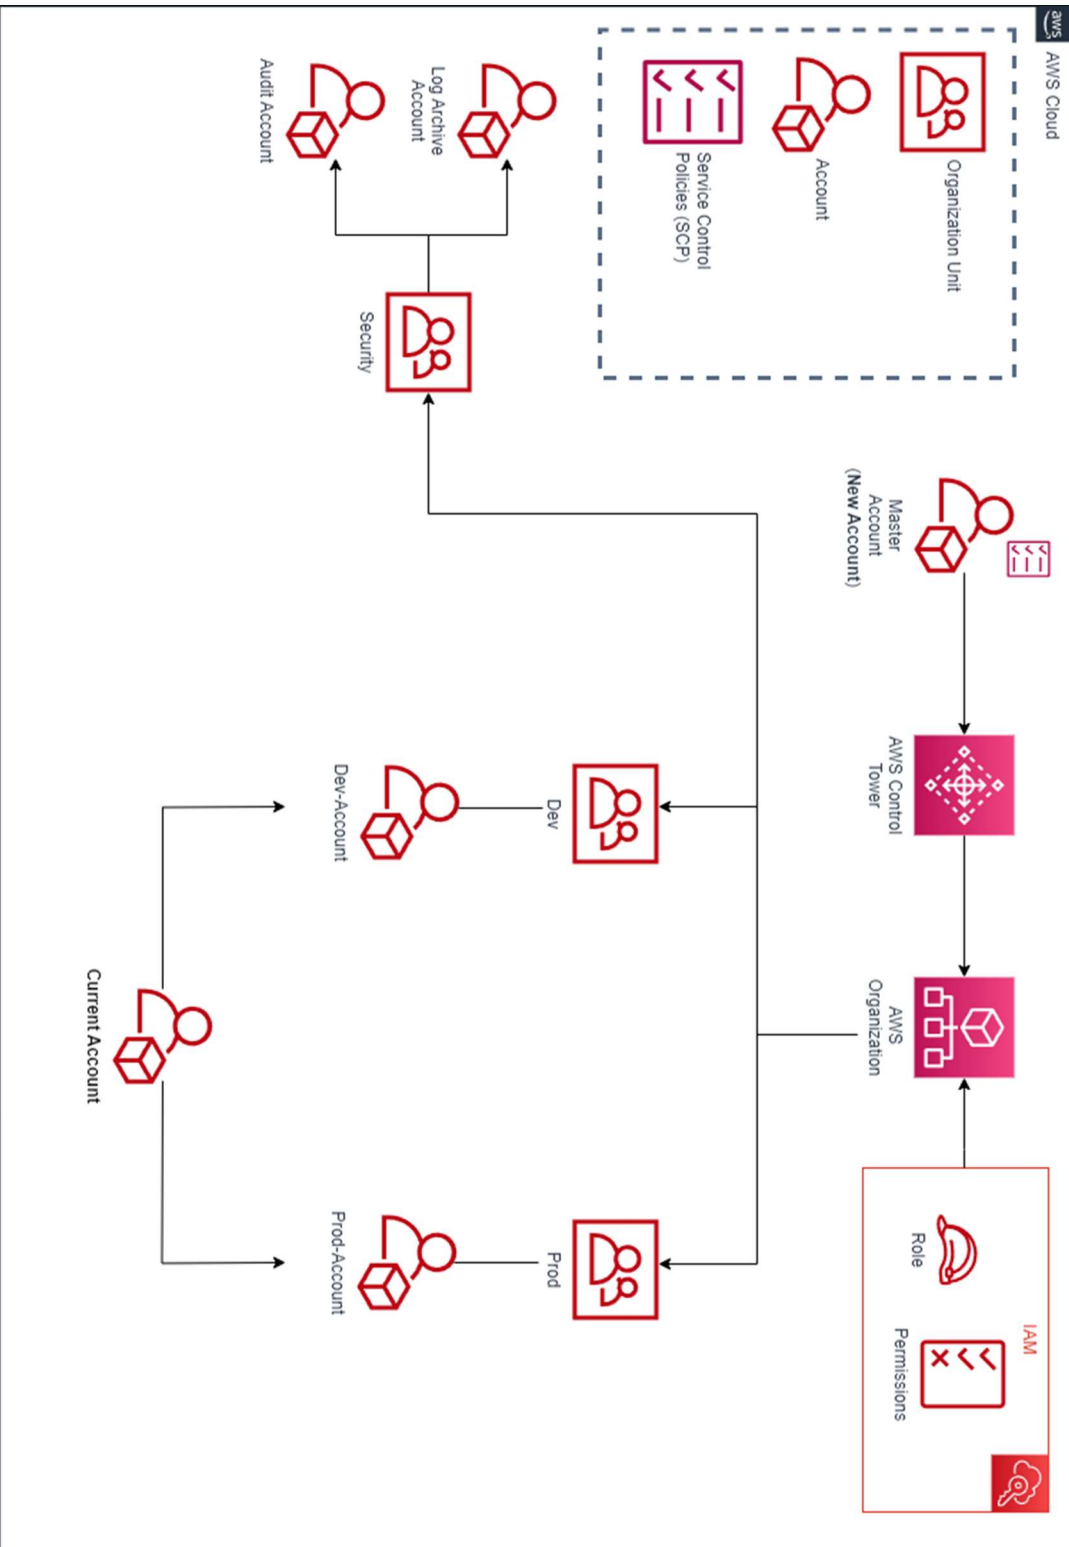 aws
AWS Cloud
Organization Unit
Account
Service Control
Policies (SCP)
Master
Account
(New Account)
AWS Control
Tower
AWS
Organization
IAM
Role
Permissions
Log Archive
Account
Audit Account
Security
Dev
Dev-Account
Prod
Prod-Account
Current Account